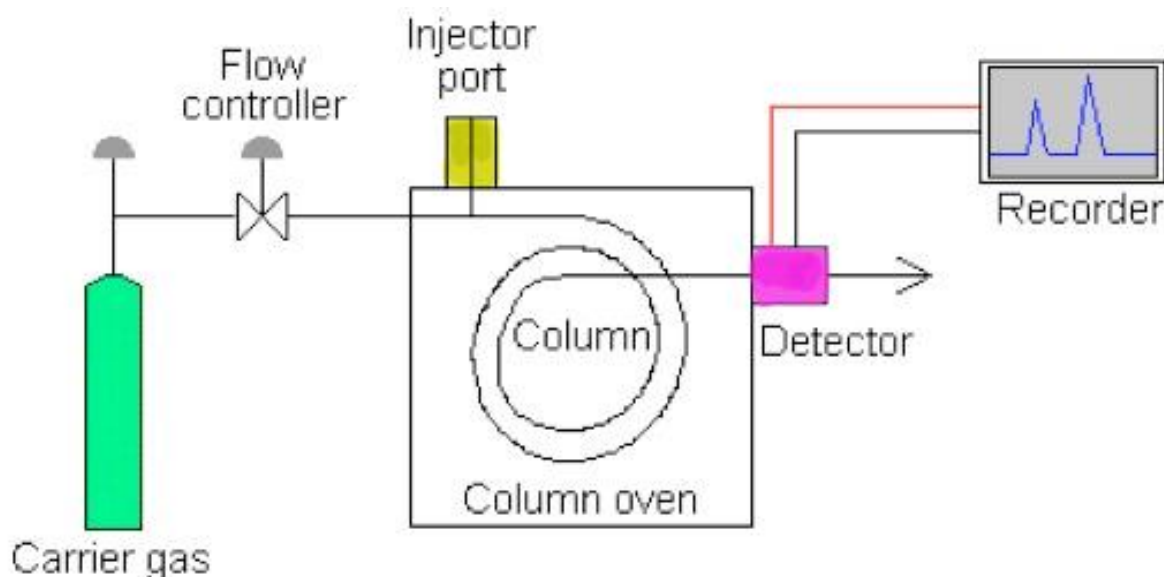 Injector
port
Flow
controller
Recorder
Column
Detector
Column oven
Carrier gas